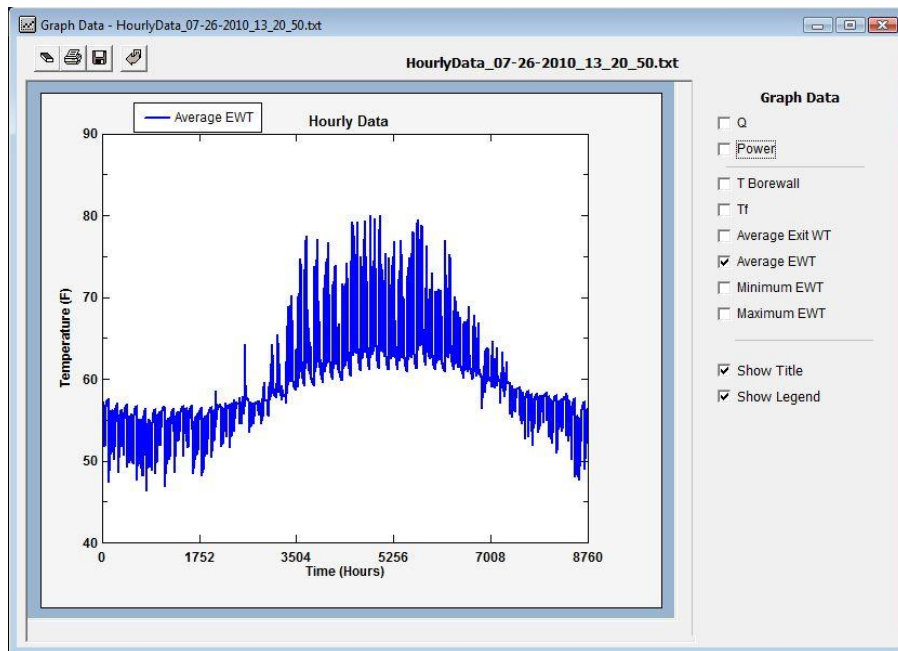 Graph Data - HourlyData_07-26-2010_13_20_50.txt
HourlyData_07-26-2010_13_20_50.txt
Average EWT
Hourly Data
90
80
70
60
50
40
Temperature (F)
0 1752 3504 5256 7008 8760
Time (Hours)
Graph Data
Q
Power
T Borewall
Tf
Average Exit WT
Average EWT
Minimum EWT
Maximum EWT
Show Title
Show Legend